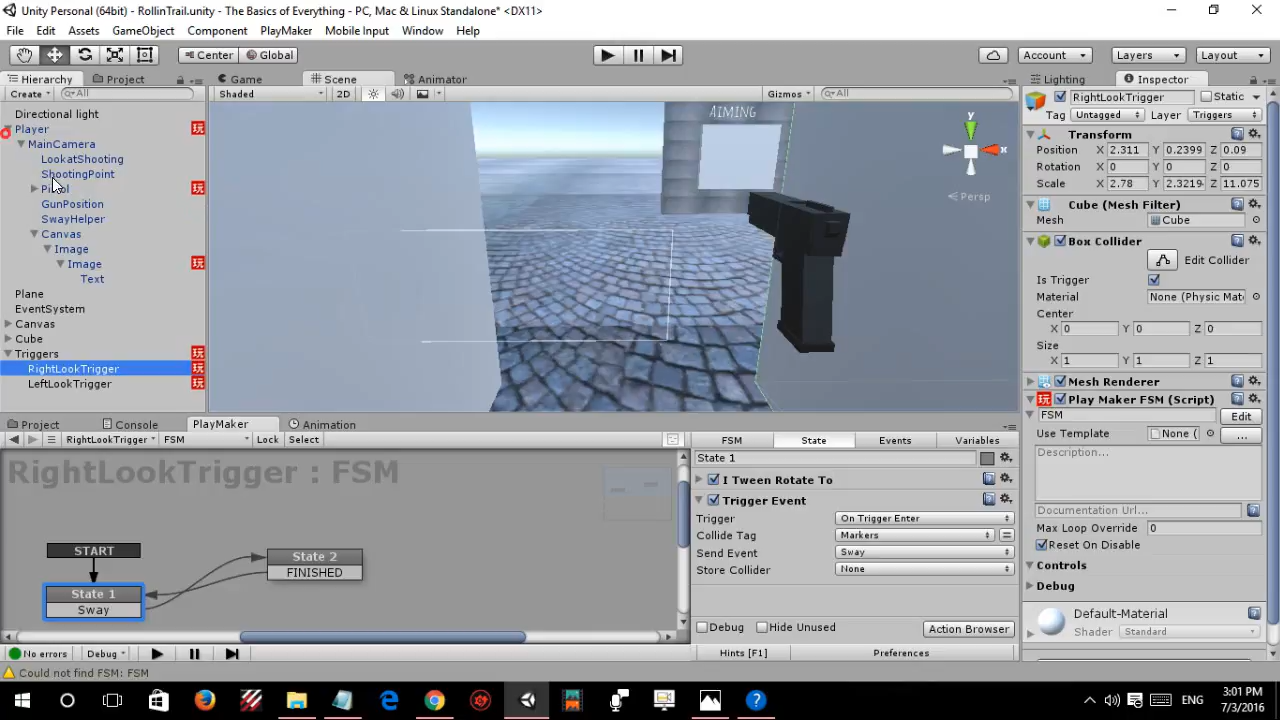 Unity Personal (64bit) - RollinTrail.unity - The Basics of Everything - PC, Mac & Linux Standalone* <DX11>
File Edit Assets GameObject Component PlayMaker Mobile Input Window Help
Center Global Account Layers Layout
Hierarchy Project Game Scene Animator Lighting Inspector
Create All Shaded 2D Gizmos All RightLookTrigger Static
Directional light
Player
MainCamera
LookatShooting
ShootingPoint
GunPosition
SwayHelper
Canvas
Image
Image
Text
Plane
EventSystem
Canvas
Cube
Triggers
RightLookTrigger
LeftLookTrigger
AIMING
y
x
Persp
Tag Untagged Layer Triggers
Transform
Position X 2.311 Y 0.2399 Z 0.09
Rotation X 0 Y 0 Z 0
Scale X 2.78 Y 2.3219 Z 11.075
Cube (Mesh Filter)
Mesh Cube
Box Collider
Edit Collider
Is Trigger
Material None (Physic Mate
Center
X 0 Y 0 Z 0
Size
X 1 Y 1 Z 1
Mesh Renderer
Play Maker FSM (Script)
FSM Edit
Use Template None ( ...
Description...
Documentation Url...
Max Loop Override 0
Reset On Disable
Controls
Debug
Default-Material
Shader Standard
Project Console PlayMaker Animation
RightLookTrigger FSM Lock Select
RightLookTrigger : FSM
START
State 1
Sway
State 2
FINISHED
No errors Debug
FSM State Events Variables
State 1
I Tween Rotate To
Trigger Event
Trigger On Trigger Enter
Collide Tag Markers
Send Event Sway
Store Collider None
Debug Hide Unused Action Browser
Hints [F1] Preferences
Could not find FSM: FSM
ENG 3:01 PM
7/3/2016